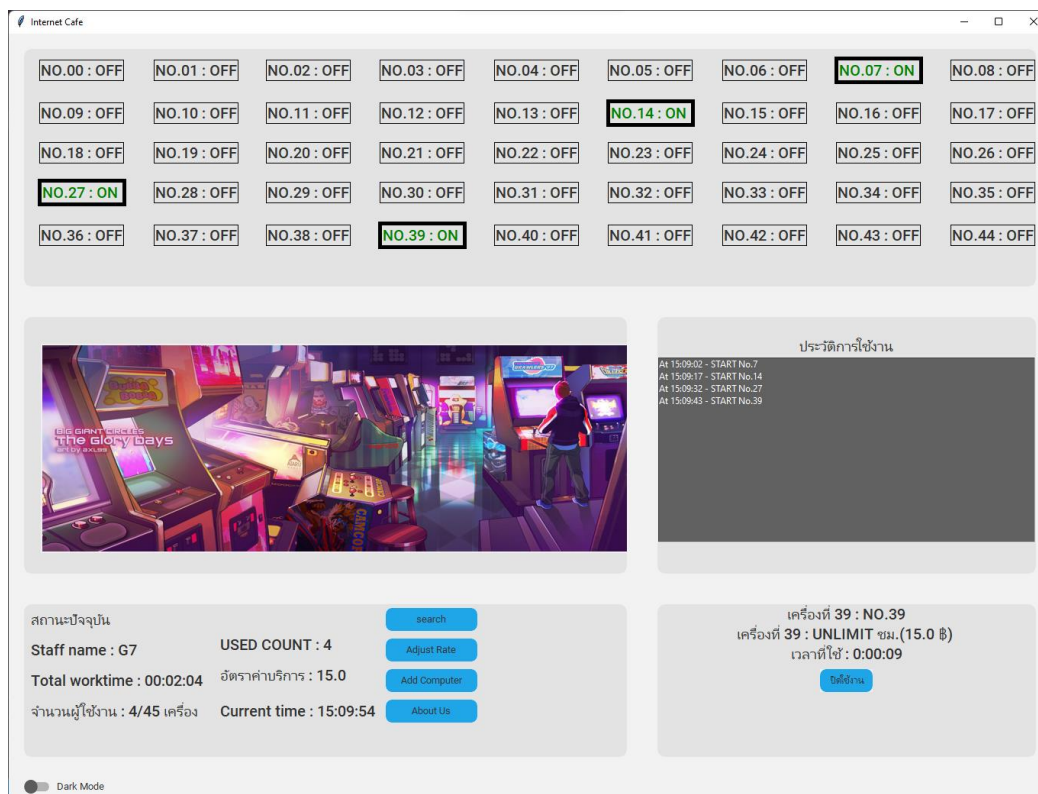 Internet Cafe
NO.00 : OFF NO.01 : OFF NO.02 : OFF NO.03 : OFF NO.04 : OFF NO.05 : OFF NO.06 : OFF NO.07 : ON NO.08 : OFF
NO.09 : OFF NO.10 : OFF NO.11 : OFF NO.12 : OFF NO.13 : OFF NO.14 : ON NO.15 : OFF NO.16 : OFF NO.17 : OFF
NO.18 : OFF NO.19 : OFF NO.20 : OFF NO.21 : OFF NO.22 : OFF NO.23 : OFF NO.24 : OFF NO.25 : OFF NO.26 : OFF
NO.27 : ON NO.28 : OFF NO.29 : OFF NO.30 : OFF NO.31 : OFF NO.32 : OFF NO.33 : OFF NO.34 : OFF NO.35 : OFF
NO.36 : OFF NO.37 : OFF NO.38 : OFF NO.39 : ON NO.40 : OFF NO.41 : OFF NO.42 : OFF NO.43 : OFF NO.44 : OFF
BIG GIANT CIRCLES
The Glory Days
art by axl99
ประวัติการใช้งาน
At 15:09:02 - START No.7
At 15:09:17 - START No.14
At 15:09:32 - START No.27
At 15:09:43 - START No.39
สถานะปัจจุบัน
Staff name : G7
Total worktime : 00:02:04
จำนวนผู้ใช้งาน : 4/45 เครื่อง
USED COUNT : 4
อัตราค่าบริการ : 15.0
Current time : 15:09:54
search
Adjust Rate
Add Computer
About Us
เครื่องที่ 39 : NO.39
เครื่องที่ 39 : UNLIMIT ชม.(15.0 ฿)
เวลาที่ใช้ : 0:00:09
ปิดใช้งาน
Dark Mode